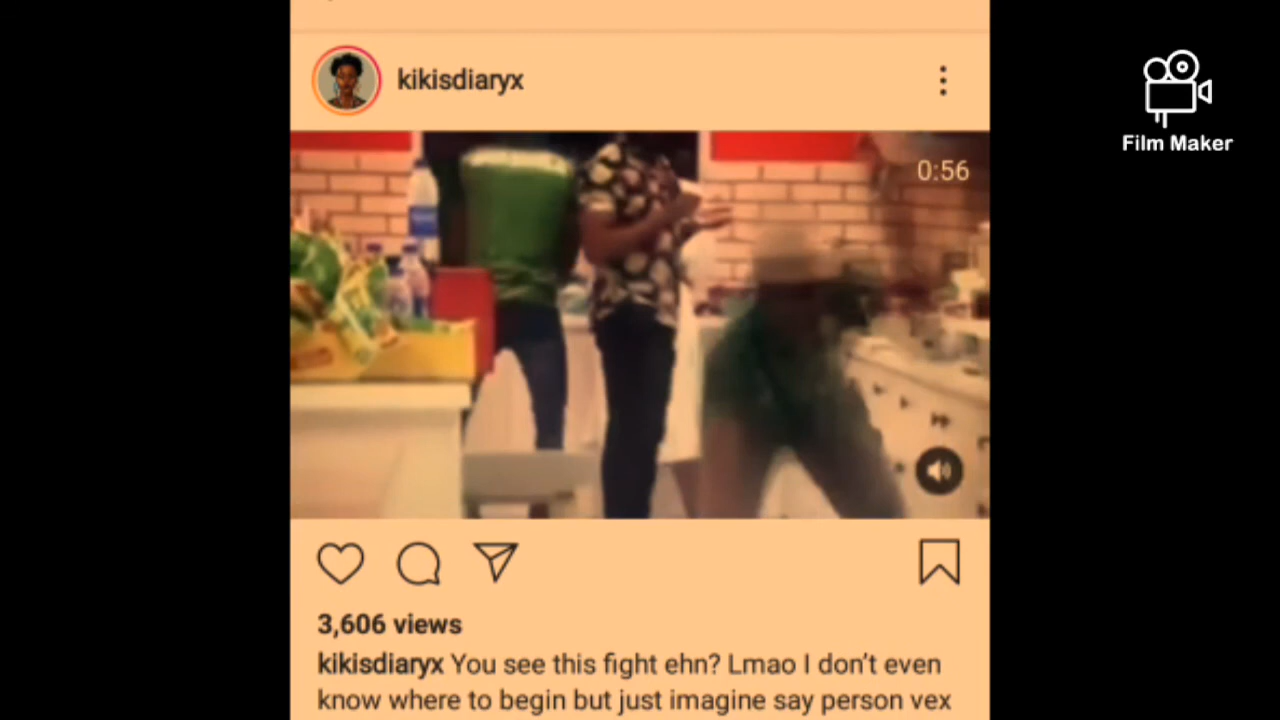 kikisdiaryx
Film Maker
0:56
3,606 views
kikisdiaryx You see this fight ehn? Lmao I don't even
know where to begin but just imagine say person vex